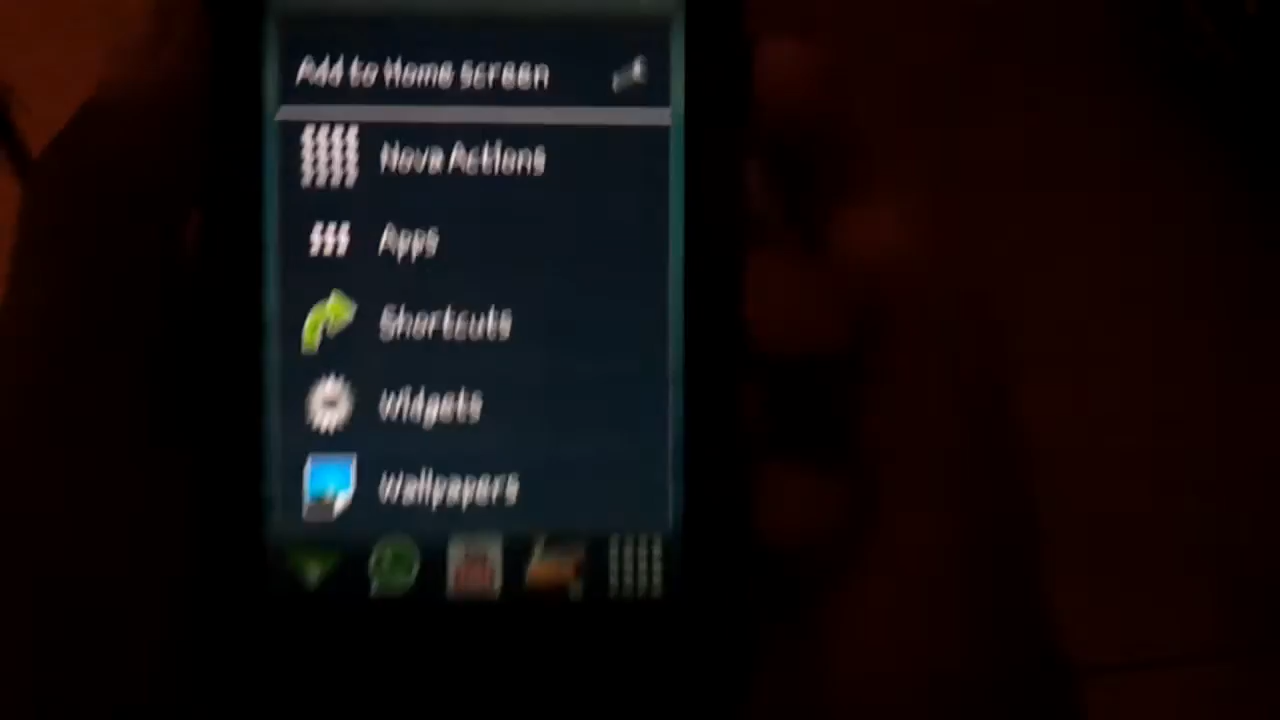 Add to Home screen
Nova Actions
Apps
Shortcuts
Widgets
Wallpapers